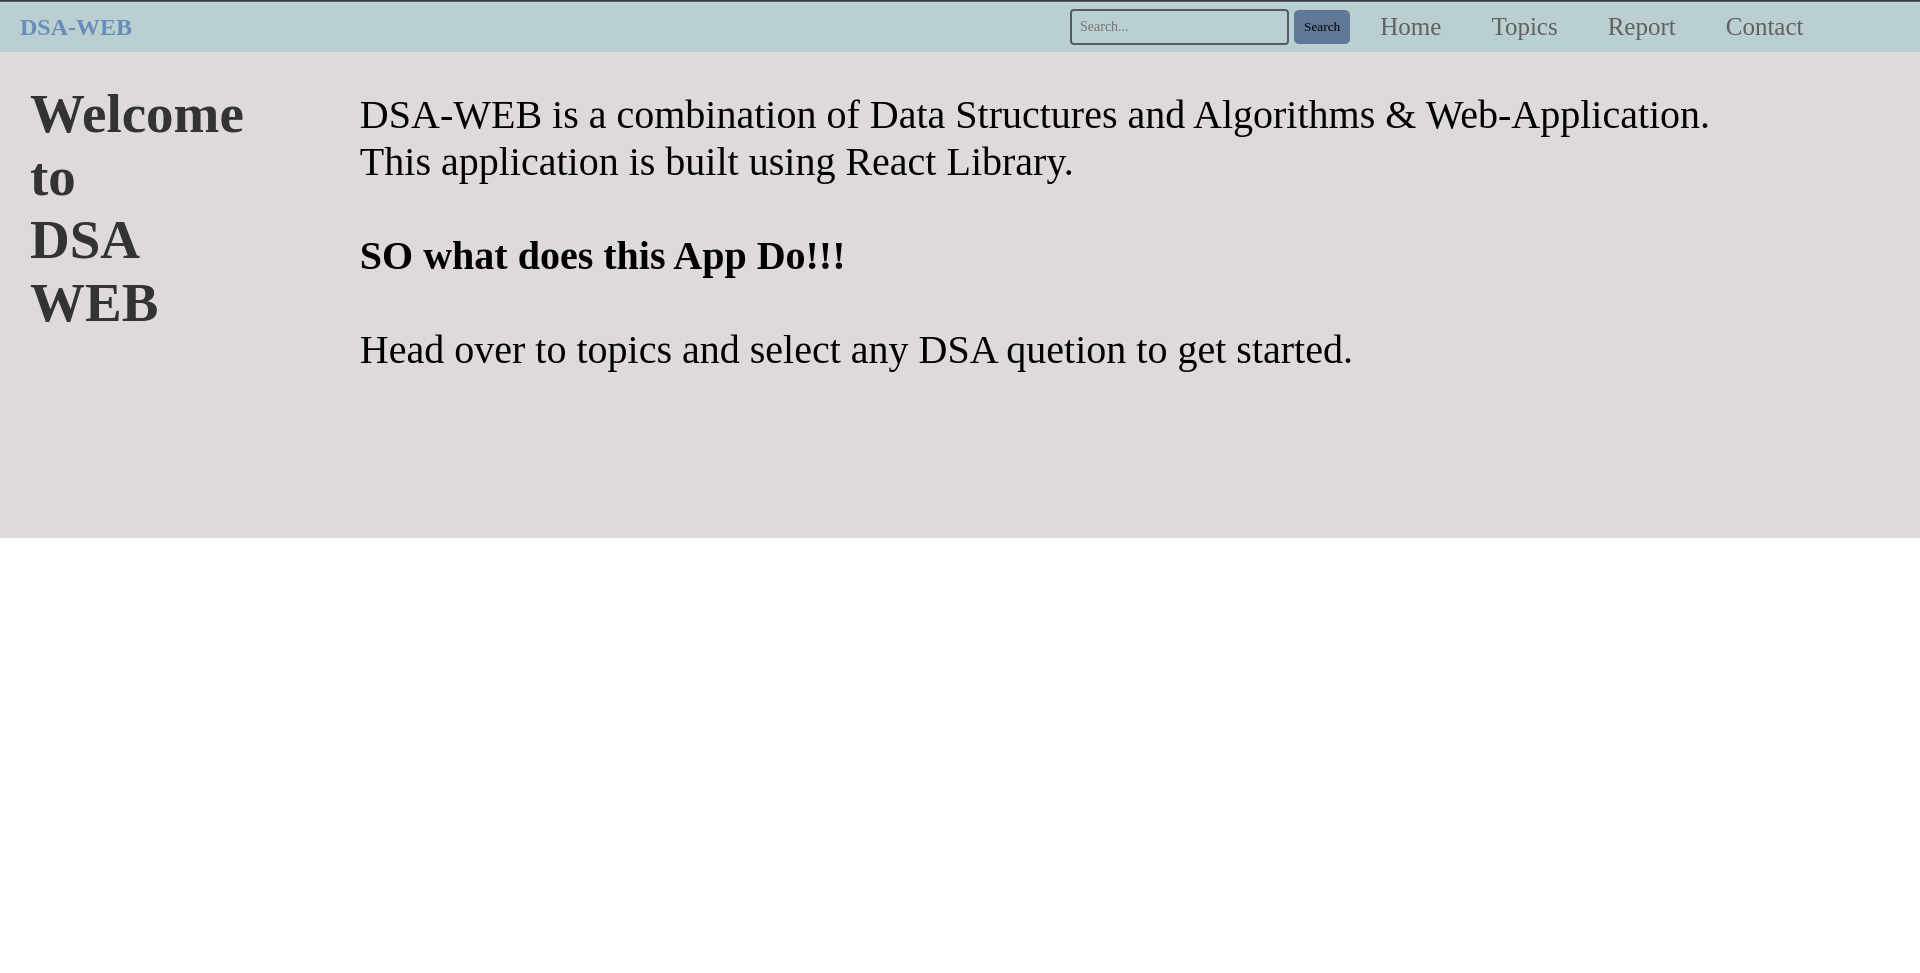 DSA-WEB
Search...
Search
Home
Topics
Report
Contact
Welcome
to
DSA
WEB
DSA-WEB is a combination of Data Structures and Algorithms & Web-Application.
This application is built using React Library.
SO what does this App Do!!!
Head over to topics and select any DSA quetion to get started.